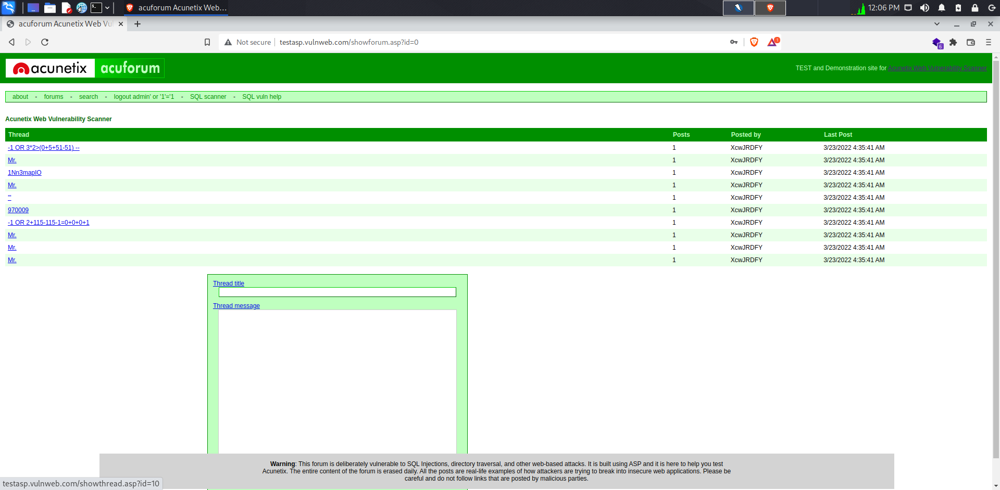 acuforum Acunetix Web...
12:06 PM
acuforum Acunetix Web Vu
Not secure testasp.vulnweb.com/showforum.asp?id=0
1
6
acunetix acuforum
TEST and Demonstration site for Acunetix Web Vulnerability Scanner
about - forums - search - logout admin' or '1'='1 - SQL scanner - SQL vuln help
Acunetix Web Vulnerability Scanner
Thread Posts Posted by Last Post
-1 OR 3*2>(0+5+51-51) -- 1 XcwJRDFY 3/23/2022 4:35:41 AM
Mr. 1 XcwJRDFY 3/23/2022 4:35:41 AM
1Nn3mapIO 1 XcwJRDFY 3/23/2022 4:35:41 AM
Mr. 1 XcwJRDFY 3/23/2022 4:35:41 AM
'" 1 XcwJRDFY 3/23/2022 4:35:41 AM
970009 1 XcwJRDFY 3/23/2022 4:35:41 AM
-1 OR 2+115-115-1=0+0+0+1 1 XcwJRDFY 3/23/2022 4:35:41 AM
Mr. 1 XcwJRDFY 3/23/2022 4:35:41 AM
Mr. 1 XcwJRDFY 3/23/2022 4:35:41 AM
Mr. 1 XcwJRDFY 3/23/2022 4:35:41 AM
Thread title
Thread message
Warning: This forum is deliberately vulnerable to SQL Injections, directory traversal, and other web-based attacks. It is built using ASP and it is here to help you test
Acunetix. The entire content of the forum is erased daily. All the posts are real-life examples of how attackers are trying to break into insecure web applications. Please be
careful and do not follow links that are posted by malicious parties.
testasp.vulnweb.com/showthread.asp?id=10